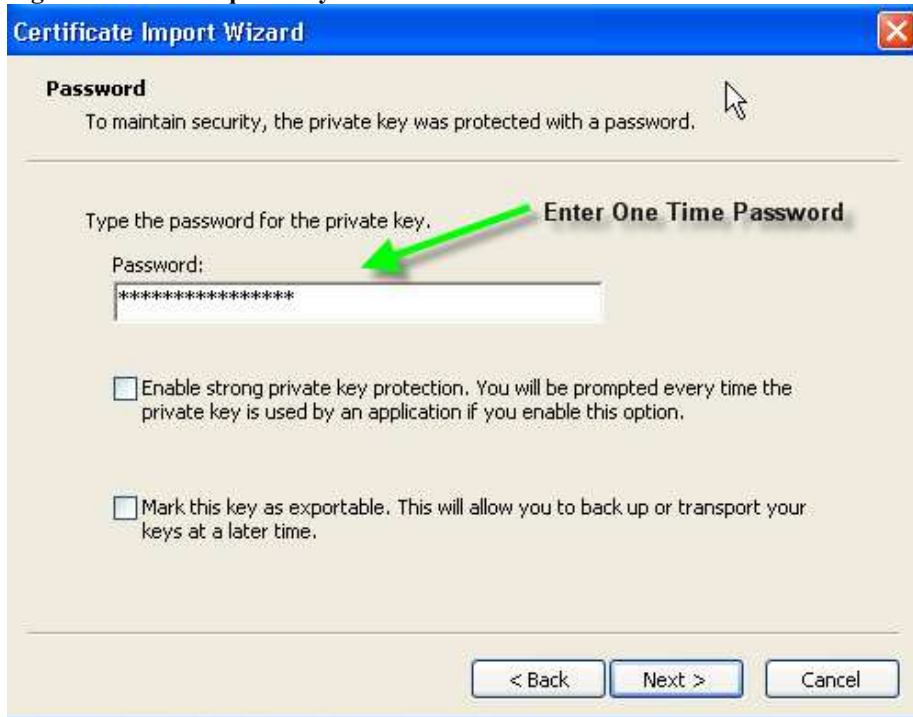 Certificate Import Wizard
Password
To maintain security, the private key was protected with a password.
Type the password for the private key.
Enter One Time Password
Password:
****************
Enable strong private key protection. You will be prompted every time the
private key is used by an application if you enable this option.
Mark this key as exportable. This will allow you to back up or transport your
keys at a later time.
< Back
Next >
Cancel